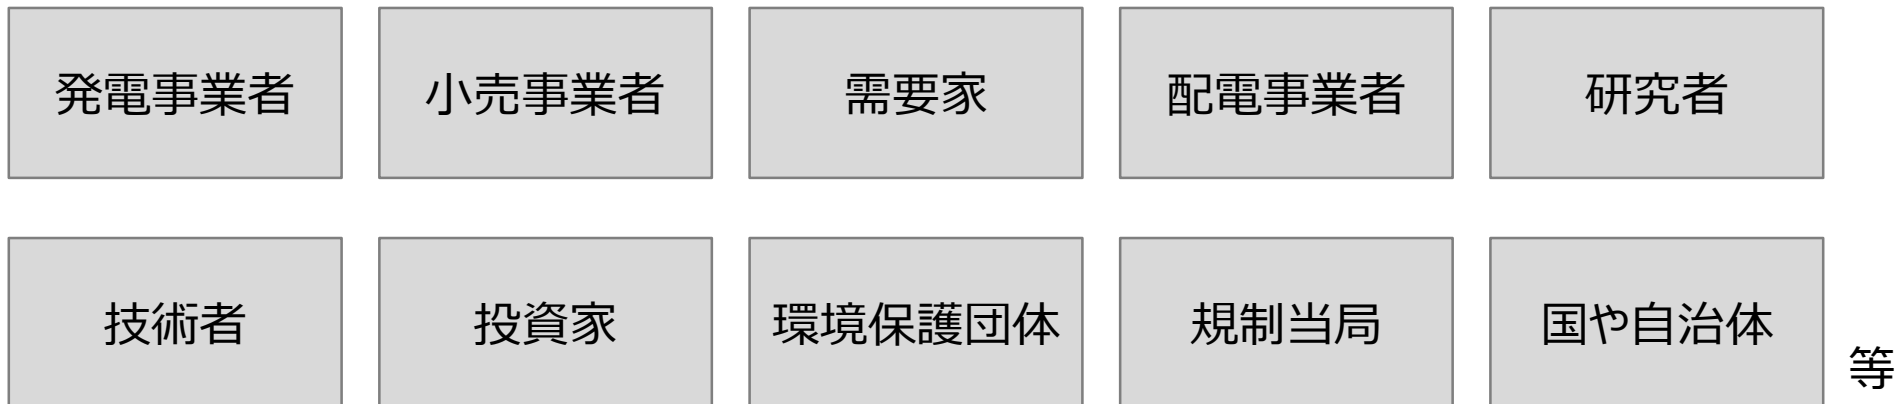 発電事業者
小売事業者
需要家
配電事業者
研究者
技術者
投資家
環境保護団体
規制当局
国や自治体
等